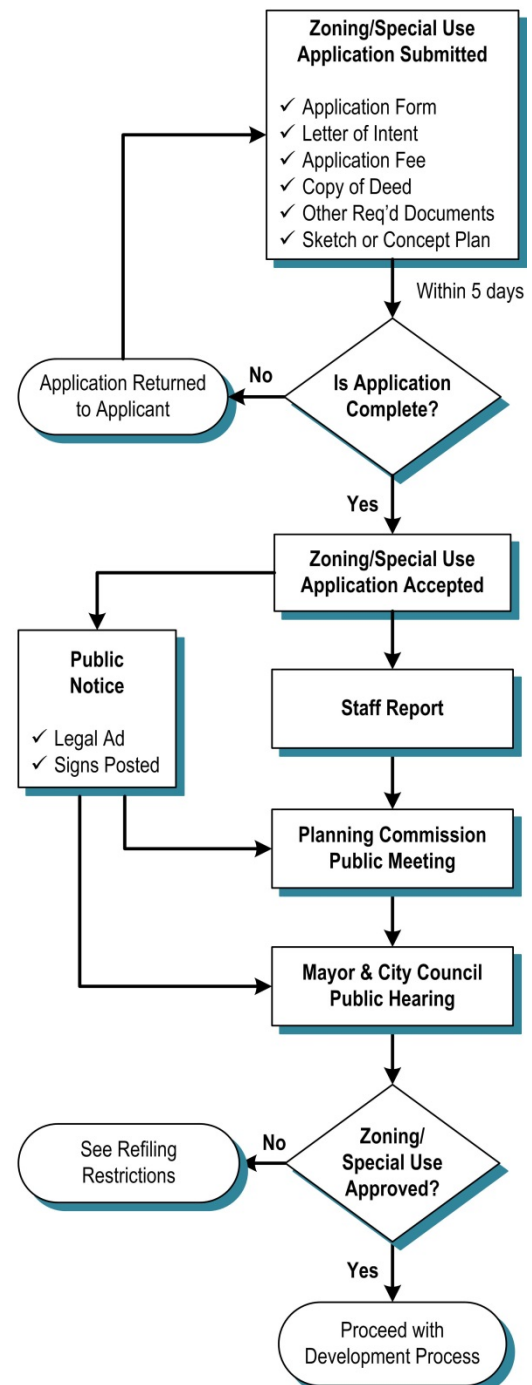 Zoning/Special Use
Application Submitted
✓ Application Form
✓ Letter of Intent
✓ Application Fee
✓ Copy of Deed
✓ Other Req'd Documents
✓ Sketch or Concept Plan
Within 5 days
Is Application
Complete?
No
Application Returned
to Applicant
Yes
Zoning/Special Use
Application Accepted
Public
Notice
✓ Legal Ad
✓ Signs Posted
Staff Report
Planning Commission
Public Meeting
Mayor & City Council
Public Hearing
Zoning/
Special Use
Approved?
No
See Refiling
Restrictions
Yes
Proceed with
Development Process